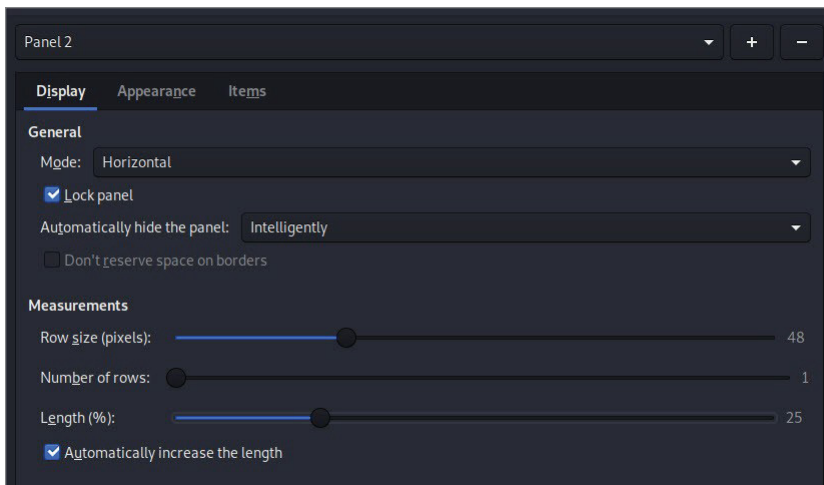 Panel 2
Display Appearance Items
General
Mode: Horizontal
Lock panel
Automatically hide the panel: Intelligently
Don't reserve space on borders
Measurements
Row size (pixels): 48
Number of rows: 1
Length (%): 25
Automatically increase the length